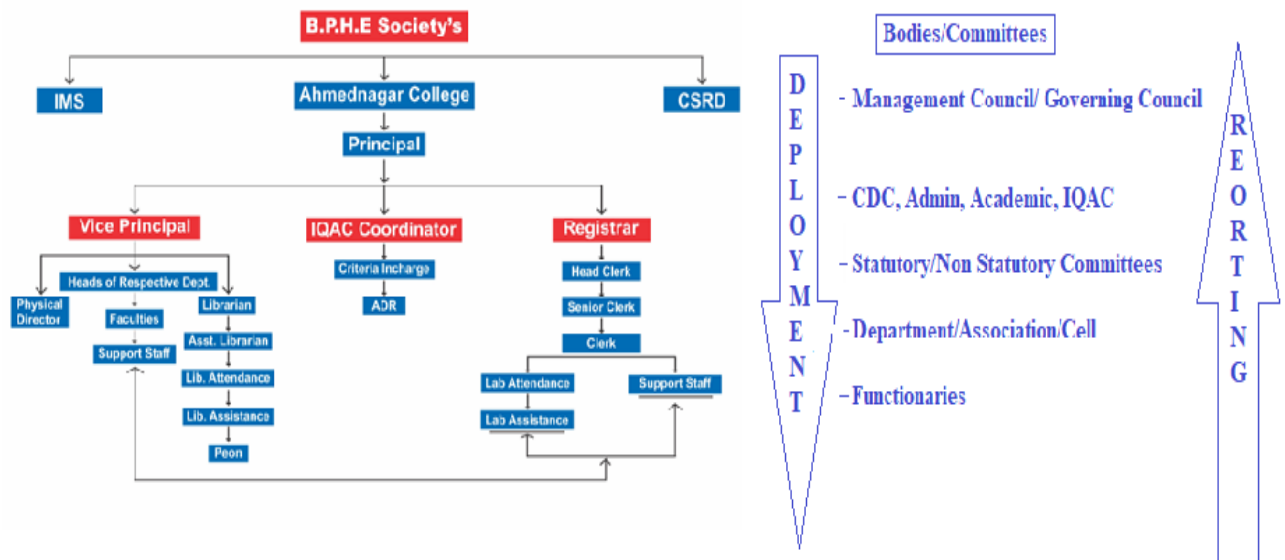 B.P.H.E Society's
IMS
Ahmednagar College
CSRD
Principal
Vice Principal
IQAC Coordinator
Registrar
Heads of Respective Dept.
Physical
Director
Faculties
Support Staff
Librarian
Asst. Librarian
Lib. Attendance
Lib. Assistance
Peon
Criteria Incharge
ADR
Head Clerk
Senior Clerk
Clerk
Lab Attendance
Support Staff
Lab Assistance
DEPLOYMENT
Bodies/Committees
- Management Council/ Governing Council
- CDC, Admin, Academic, IQAC
- Statutory/Non Statutory Committees
- Department/Association/Cell
- Functionaries
REORTING